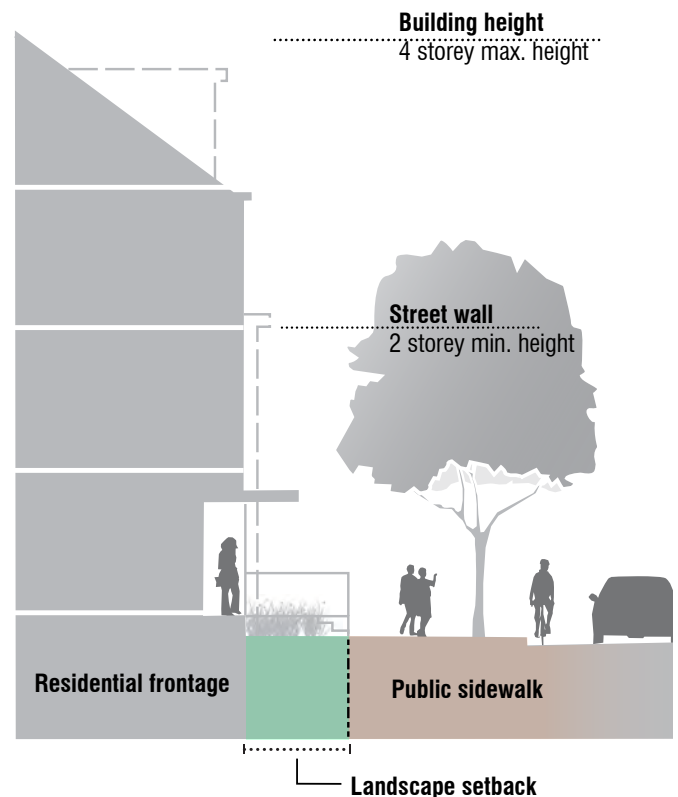 Building height
4 storey max. height
Street wall
2 storey min. height
Residential frontage
Public sidewalk
Landscape setback